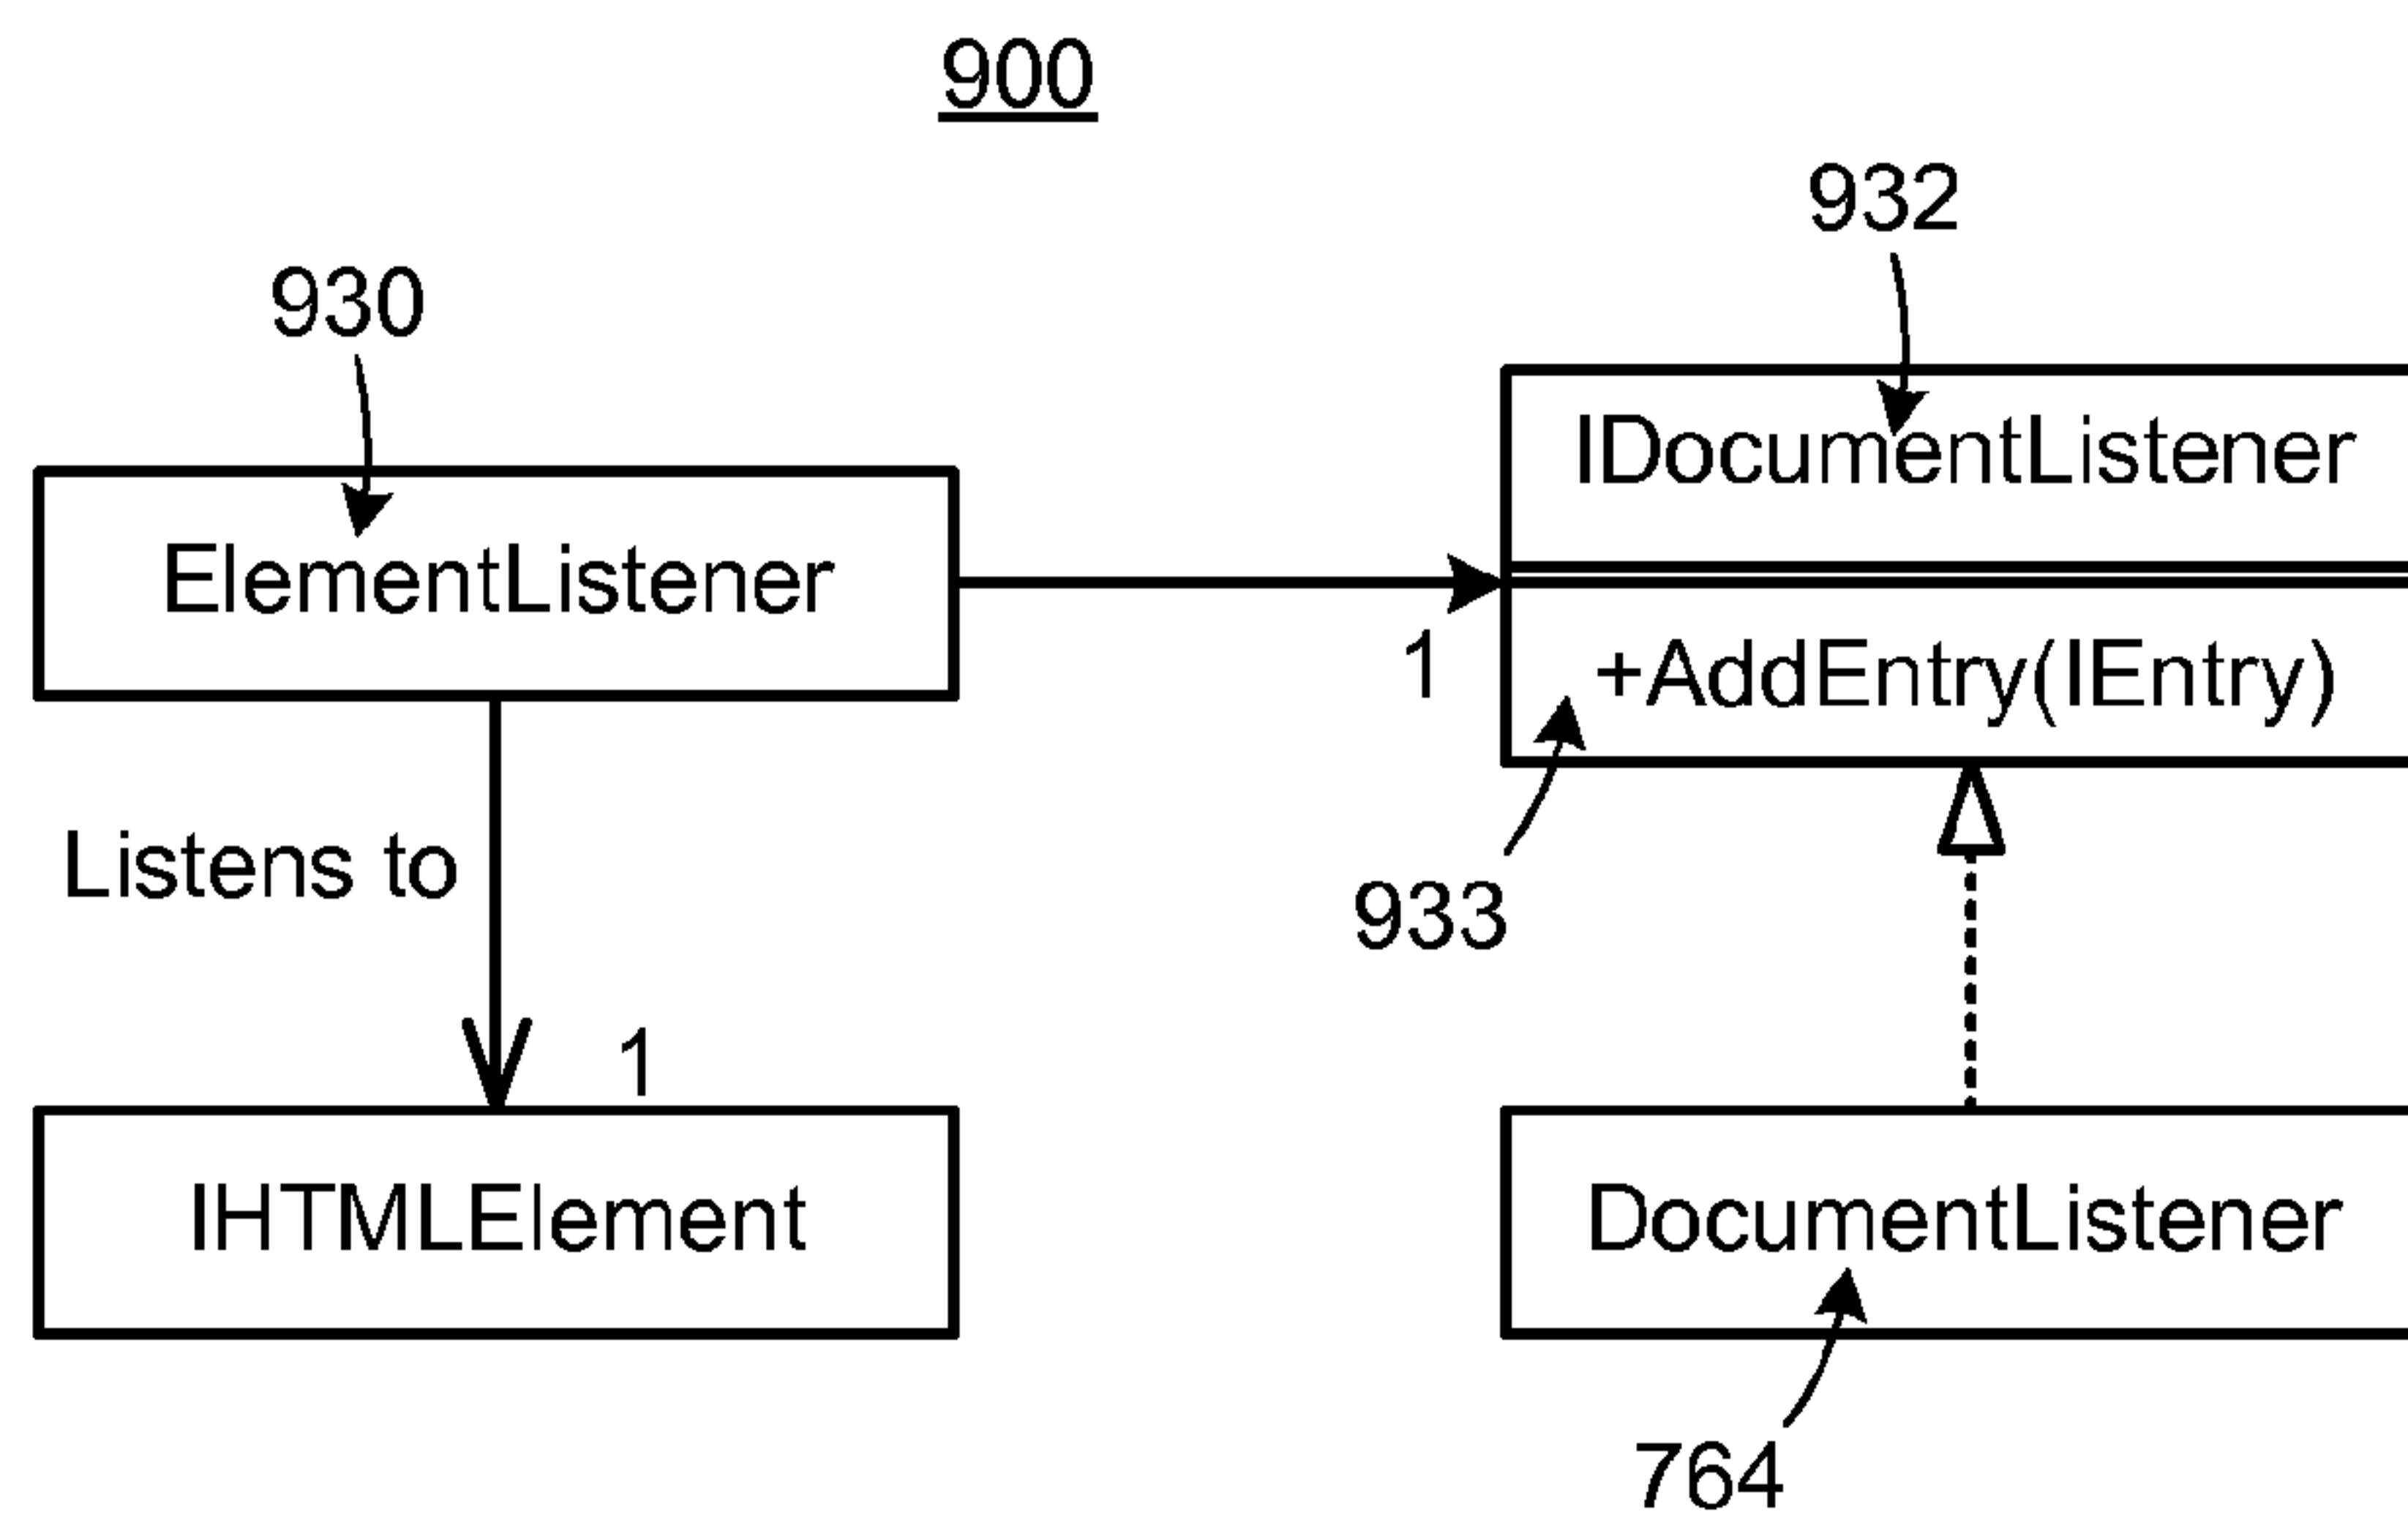 900
932
930
IDocumentListener
ElementListener
1
+AddEntry(IEntry)
Listens to
933
1
IHTMLElement
DocumentListener
764